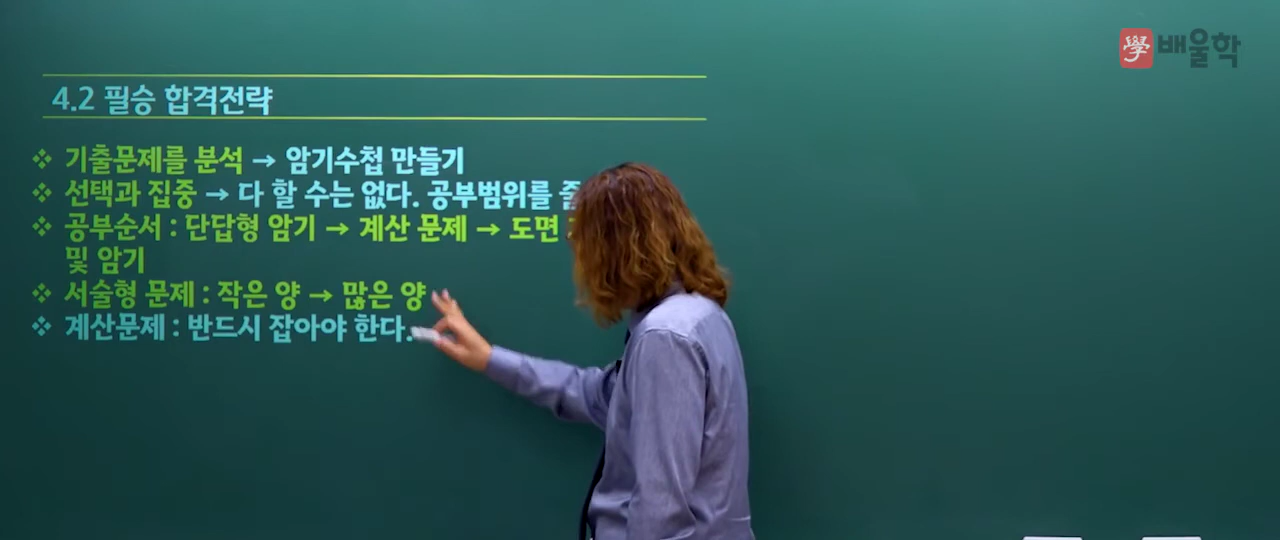 學 배울학
4.2 필승 합격전략
❖ 기출문제를 분석 → 암기수첩 만들기
❖ 선택과 집중 → 다 할 수는 없다. 공부범위를
❖ 공부순서 : 단답형 암기 → 계산 문제 → 도면
및 암기
❖ 서술형 문제 : 작은 양 → 많은 양
❖ 계산문제 : 반드시 잡아야 한다.